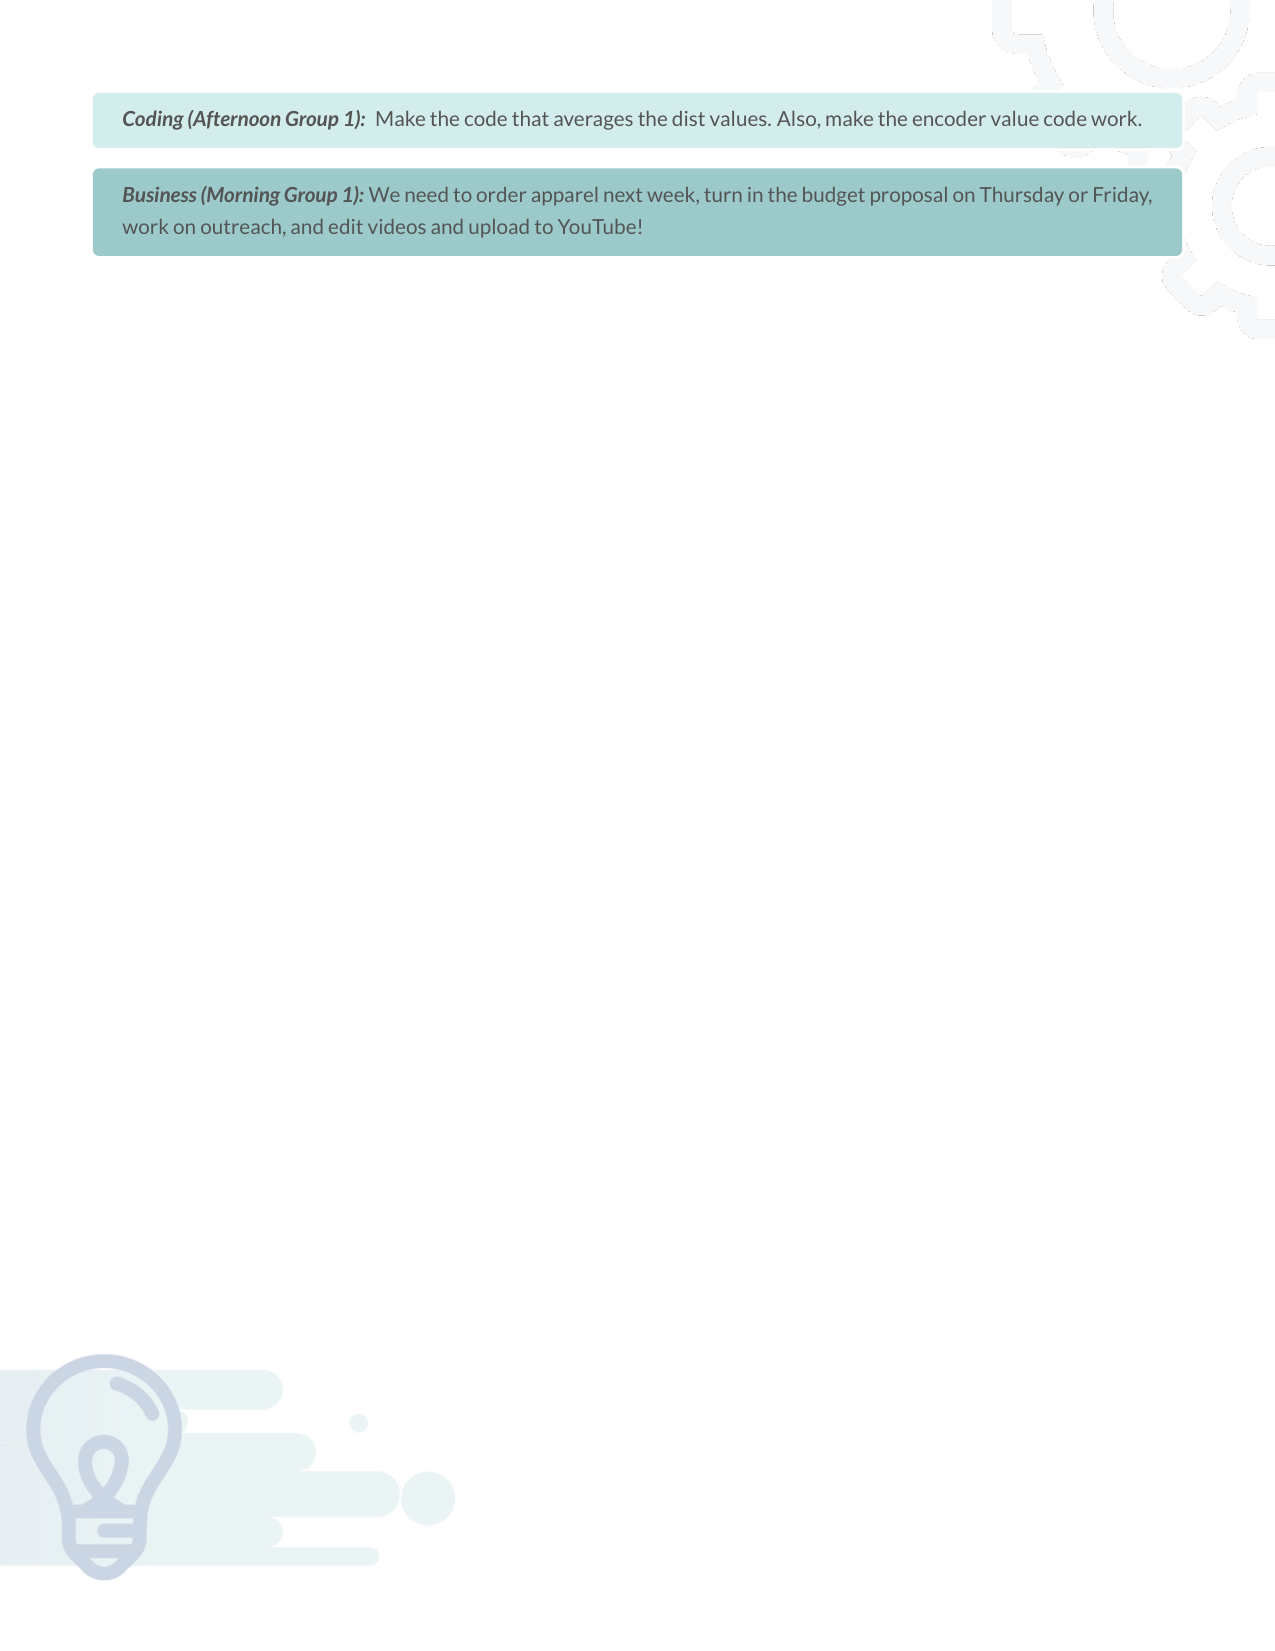 Coding (Afternoon Group 1):  Make the code that averages the dist values. Also, make the encoder value code work.
Business (Morning Group 1): We need to order apparel next week, turn in the budget proposal on Thursday or Friday,
work on outreach, and edit videos and upload to YouTube!